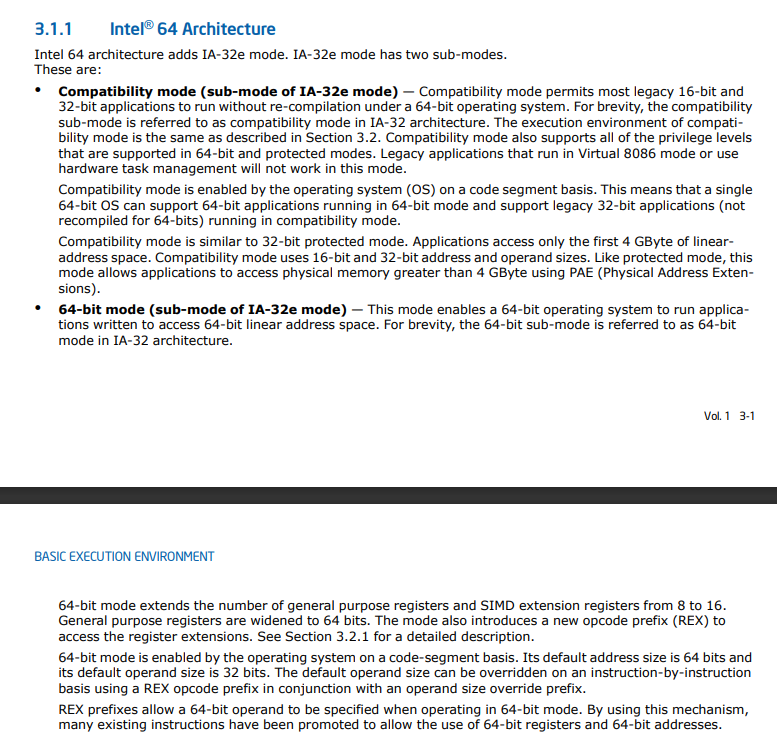 3.1.1 Intel® 64 Architecture
Intel 64 architecture adds IA-32e mode. IA-32e mode has two sub-modes.
These are:
• Compatibility mode (sub-mode of IA-32e mode) — Compatibility mode permits most legacy 16-bit and
32-bit applications to run without re-compilation under a 64-bit operating system. For brevity, the compatibility
sub-mode is referred to as compatibility mode in IA-32 architecture. The execution environment of compati-
bility mode is the same as described in Section 3.2. Compatibility mode also supports all of the privilege levels
that are supported in 64-bit and protected modes. Legacy applications that run in Virtual 8086 mode or use
hardware task management will not work in this mode.
Compatibility mode is enabled by the operating system (OS) on a code segment basis. This means that a single
64-bit OS can support 64-bit applications running in 64-bit mode and support legacy 32-bit applications (not
recompiled for 64-bits) running in compatibility mode.
Compatibility mode is similar to 32-bit protected mode. Applications access only the first 4 GByte of linear-
address space. Compatibility mode uses 16-bit and 32-bit address and operand sizes. Like protected mode, this
mode allows applications to access physical memory greater than 4 GByte using PAE (Physical Address Exten-
sions).
• 64-bit mode (sub-mode of IA-32e mode) — This mode enables a 64-bit operating system to run applica-
tions written to access 64-bit linear address space. For brevity, the 64-bit sub-mode is referred to as 64-bit
mode in IA-32 architecture.
Vol. 1 3-1
BASIC EXECUTION ENVIRONMENT
64-bit mode extends the number of general purpose registers and SIMD extension registers from 8 to 16.
General purpose registers are widened to 64 bits. The mode also introduces a new opcode prefix (REX) to
access the register extensions. See Section 3.2.1 for a detailed description.
64-bit mode is enabled by the operating system on a code-segment basis. Its default address size is 64 bits and
its default operand size is 32 bits. The default operand size can be overridden on an instruction-by-instruction
basis using a REX opcode prefix in conjunction with an operand size override prefix.
REX prefixes allow a 64-bit operand to be specified when operating in 64-bit mode. By using this mechanism,
many existing instructions have been promoted to allow the use of 64-bit registers and 64-bit addresses.